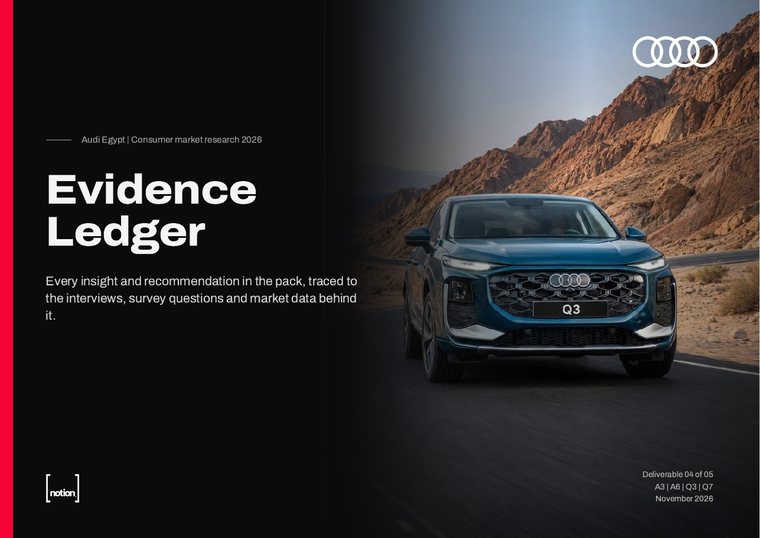 Audi Egypt | Consumer market research 2026
Evidence
Ledger
Every insight and recommendation in the pack, traced to
the interviews, survey questions and market data behind
it.
Q3
[notion]
Deliverable 04 of 05
A3 | A6 | Q3 | Q7
November 2026